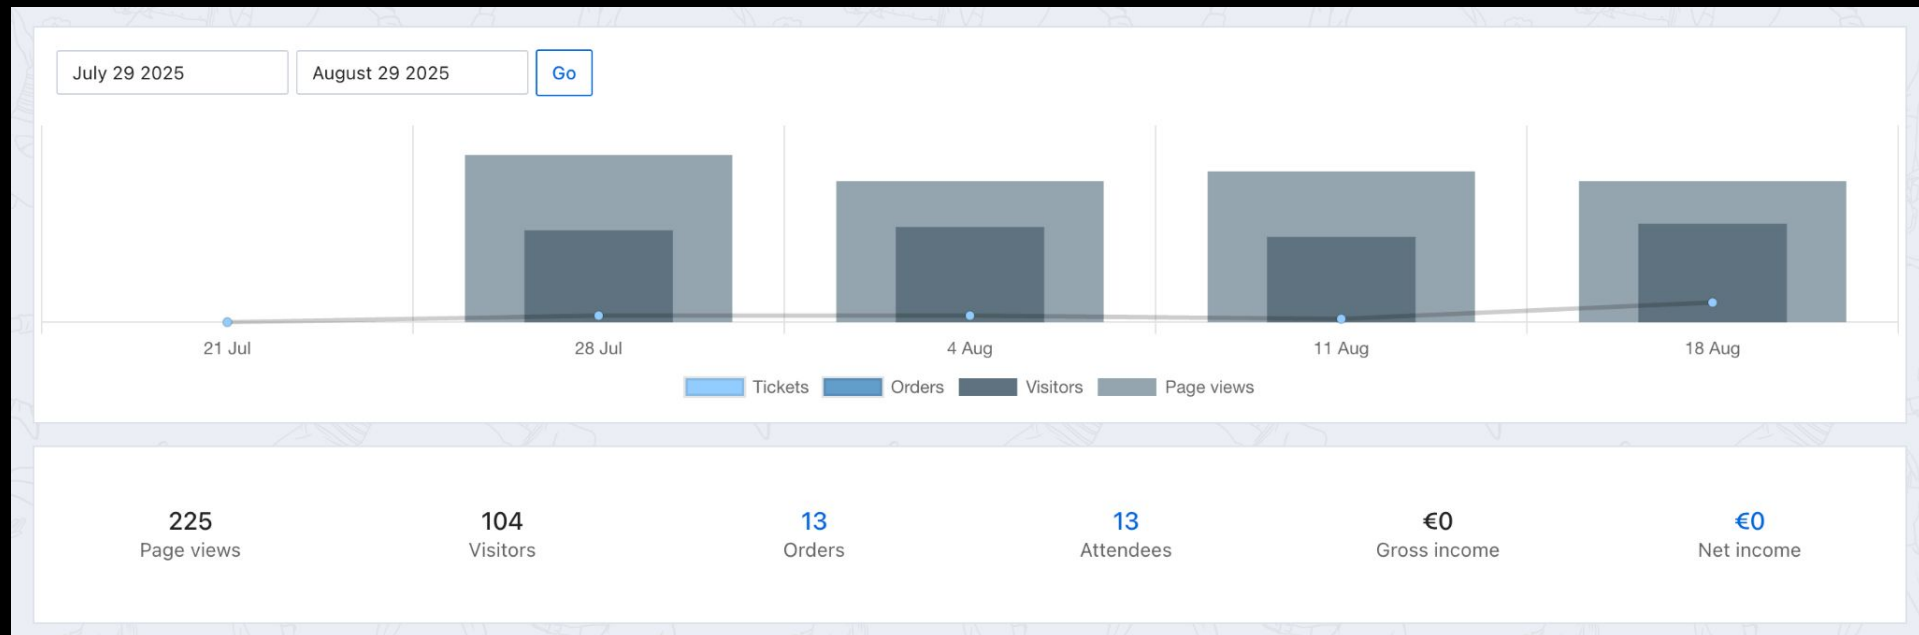 July 29 2025 August 29 2025 Go
21 Jul 28 Jul 4 Aug 11 Aug 18 Aug
Tickets Orders Visitors Page views
225 104 13 13 €0 €0
Page views Visitors Orders Attendees Gross income Net income